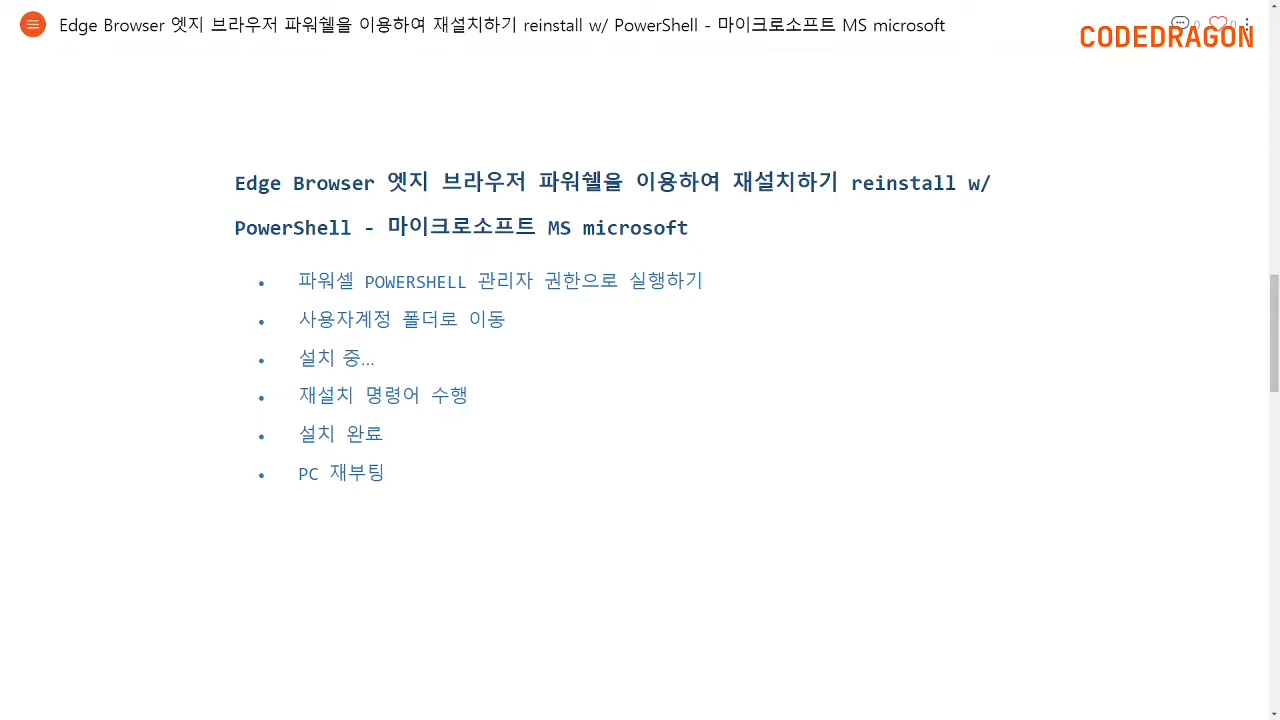 Edge Browser 엣지 브라우저 파워쉘을 이용하여 재설치하기 reinstall w/ PowerShell - 마이크로소프트 MS microsoft
0 0
CODEDRAGON
Edge Browser 엣지 브라우저 파워쉘을 이용하여 재설치하기 reinstall w/
PowerShell - 마이크로소프트 MS microsoft
• 파워셀 POWERSHELL 관리자 권한으로 실행하기
• 사용자계정 폴더로 이동
• 설치 중…
• 재설치 명령어 수행
• 설치 완료
• PC 재부팅